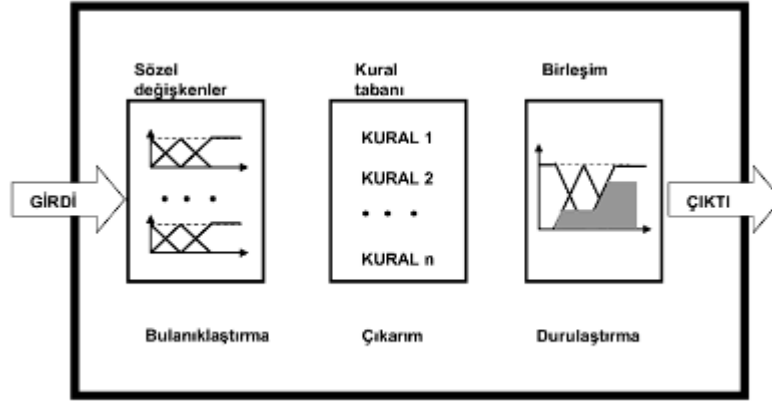 Sözel
değişkenler
Kural
tabanı
Birleşim
GİRDİ
KURAL 1
KURAL 2
• • •
KURAL n
• • •
ÇIKTI
Bulanıklaştırma
Çıkarım
Durulaştırma